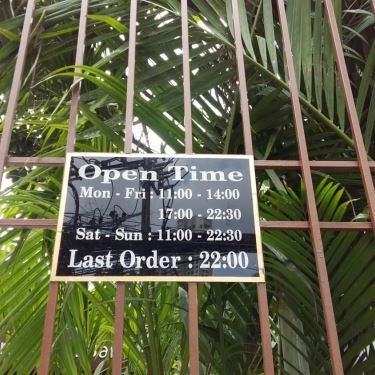 Open Time
Mon - Fri : 11:00 - 14:00
17:00 - 22:30
Sat - Sun : 11:00 - 22:30
Last Order : 22:00